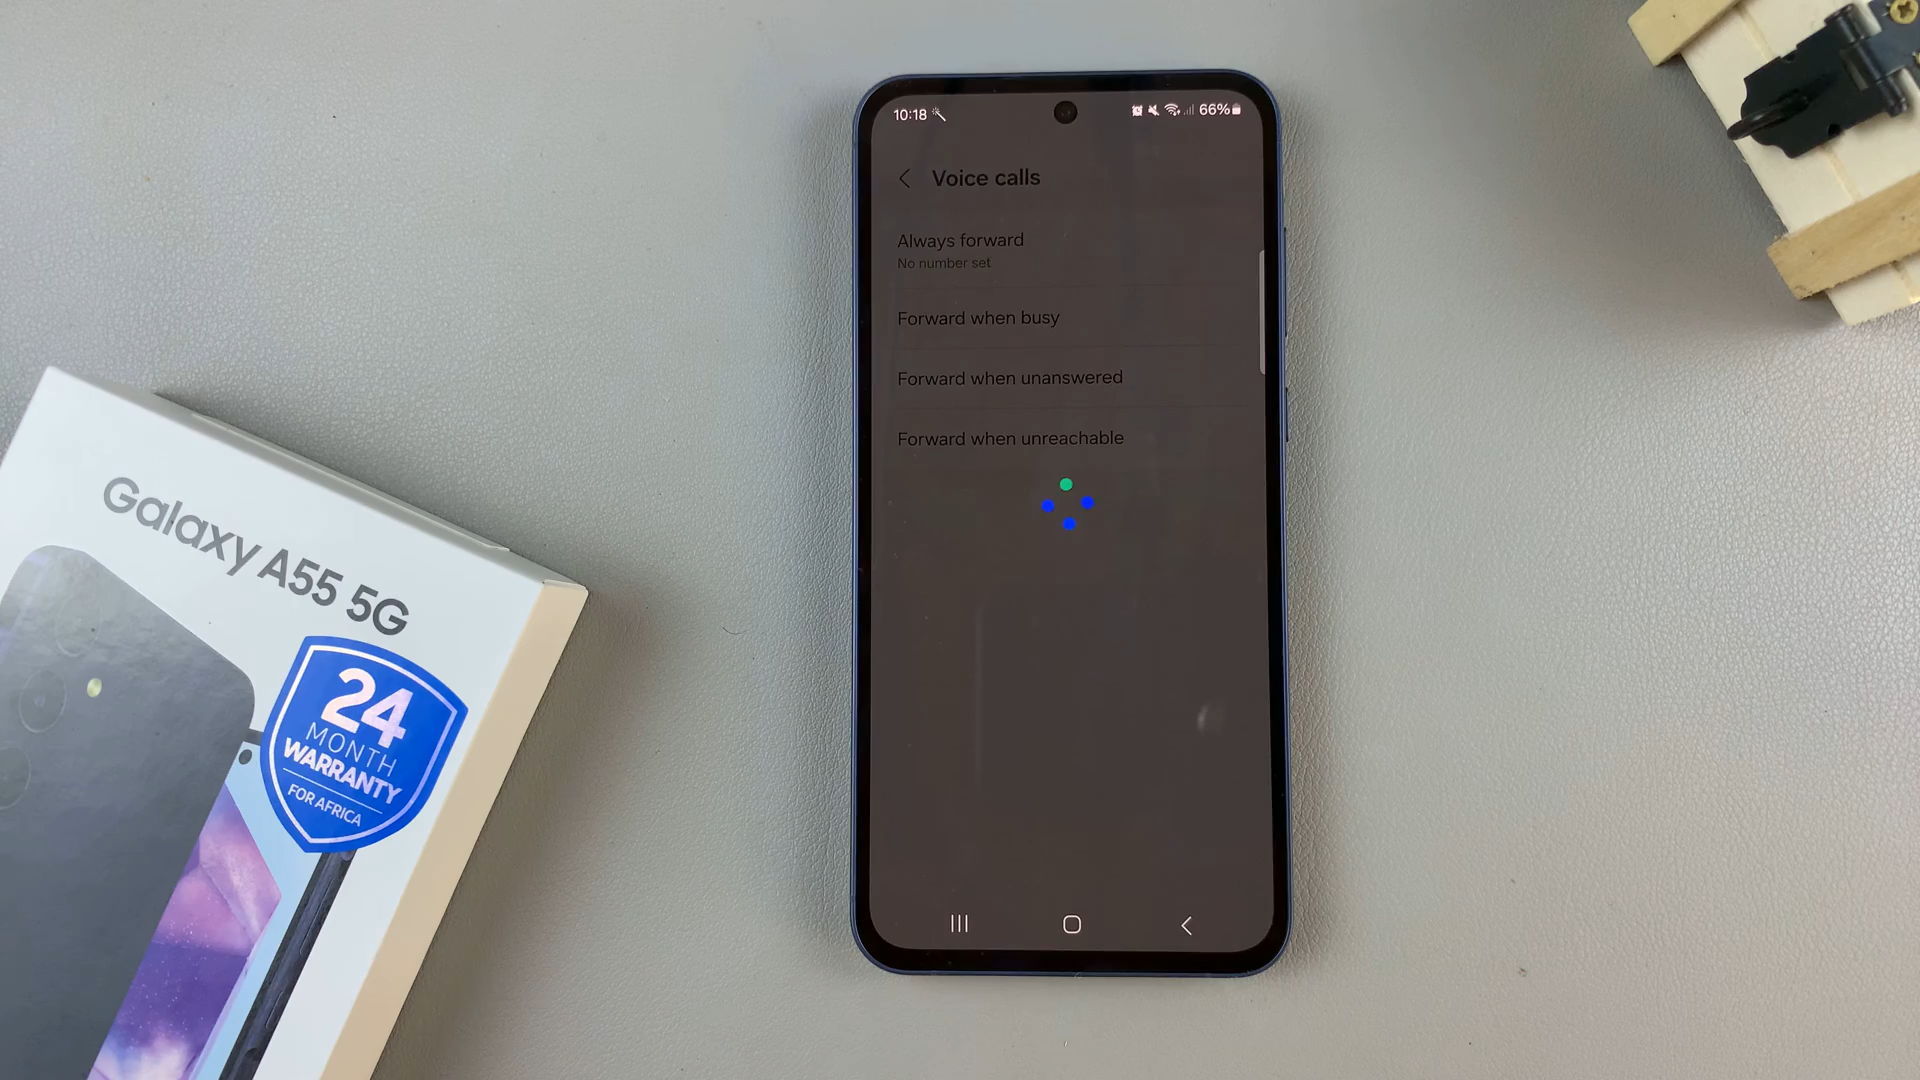 10:18
66%
Voice calls
Always forward
No number set
Forward when busy
Forward when unanswered
Forward when unreachable
Galaxy A55 5G
24
MONTH
WARRANTY
FOR AFRICA